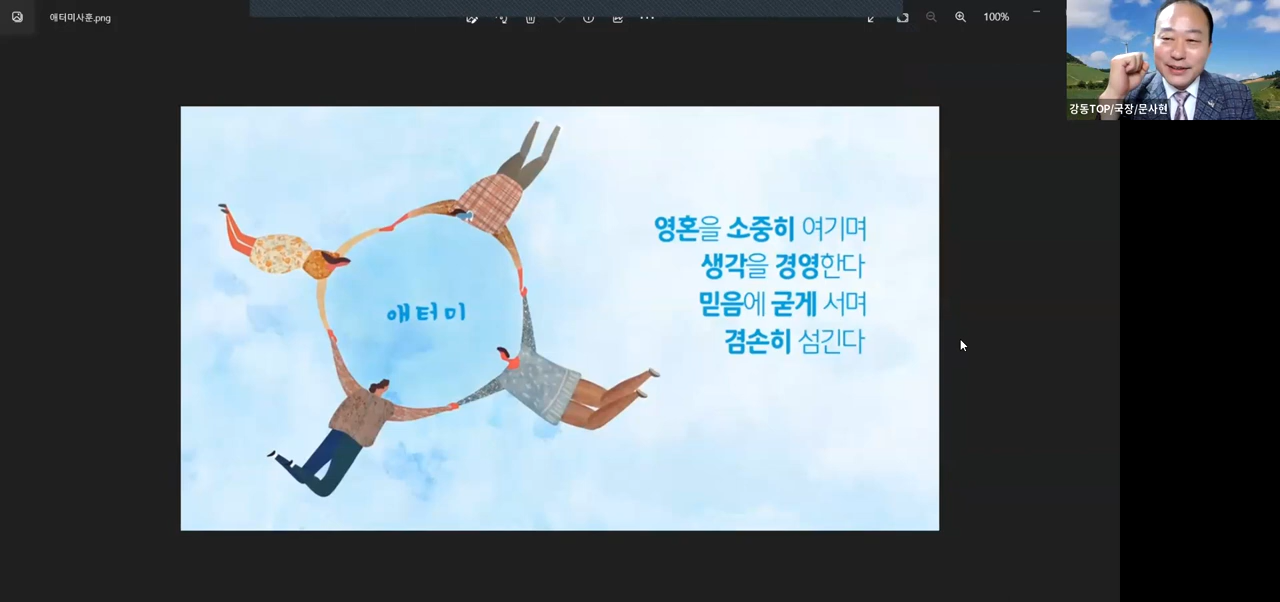 애터미사훈.png
100%
강동TOP/국장/문사현
애터미
영혼을 소중히 여기며
생각을 경영한다
믿음에 굳게 서며
겸손히 섬긴다